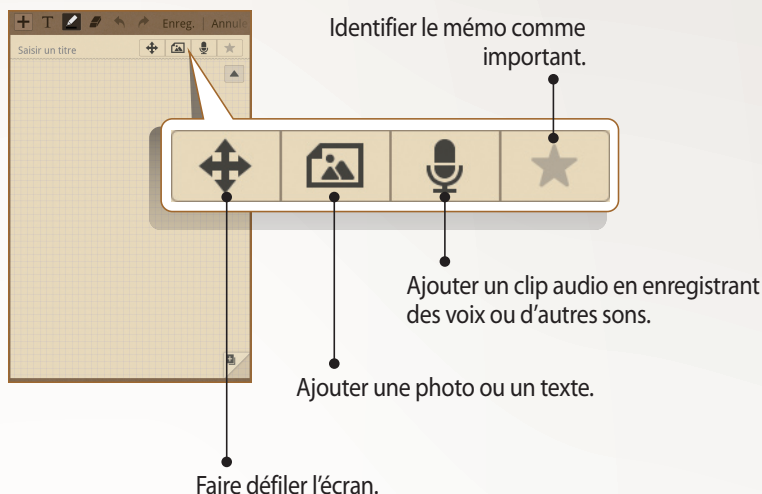 T Enreg. | Annule
Saisir un titre
Identifier le mémo comme
important.
Ajouter un clip audio en enregistrant
des voix ou d'autres sons.
Ajouter une photo ou un texte.
Faire défiler l'écran.